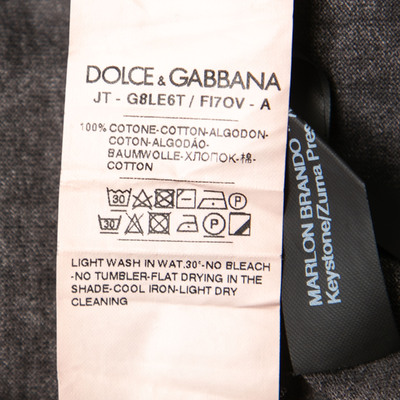 DOLCE & GABBANA
JT - G8LE6T / FI7OV - A
100% COTONE-COTTON-ALGODON-
COTON-ALGODÃO-
BAUMWOLLE-ХЛОПОК-棉-
COTTON
30 P
30 P
LIGHT WASH IN WAT.30°-NO BLEACH
-NO TUMBLER-FLAT DRYING IN THE
SHADE-COOL IRON-LIGHT DRY
CLEANING
MARLON BRANDO
Keystone/Zuma